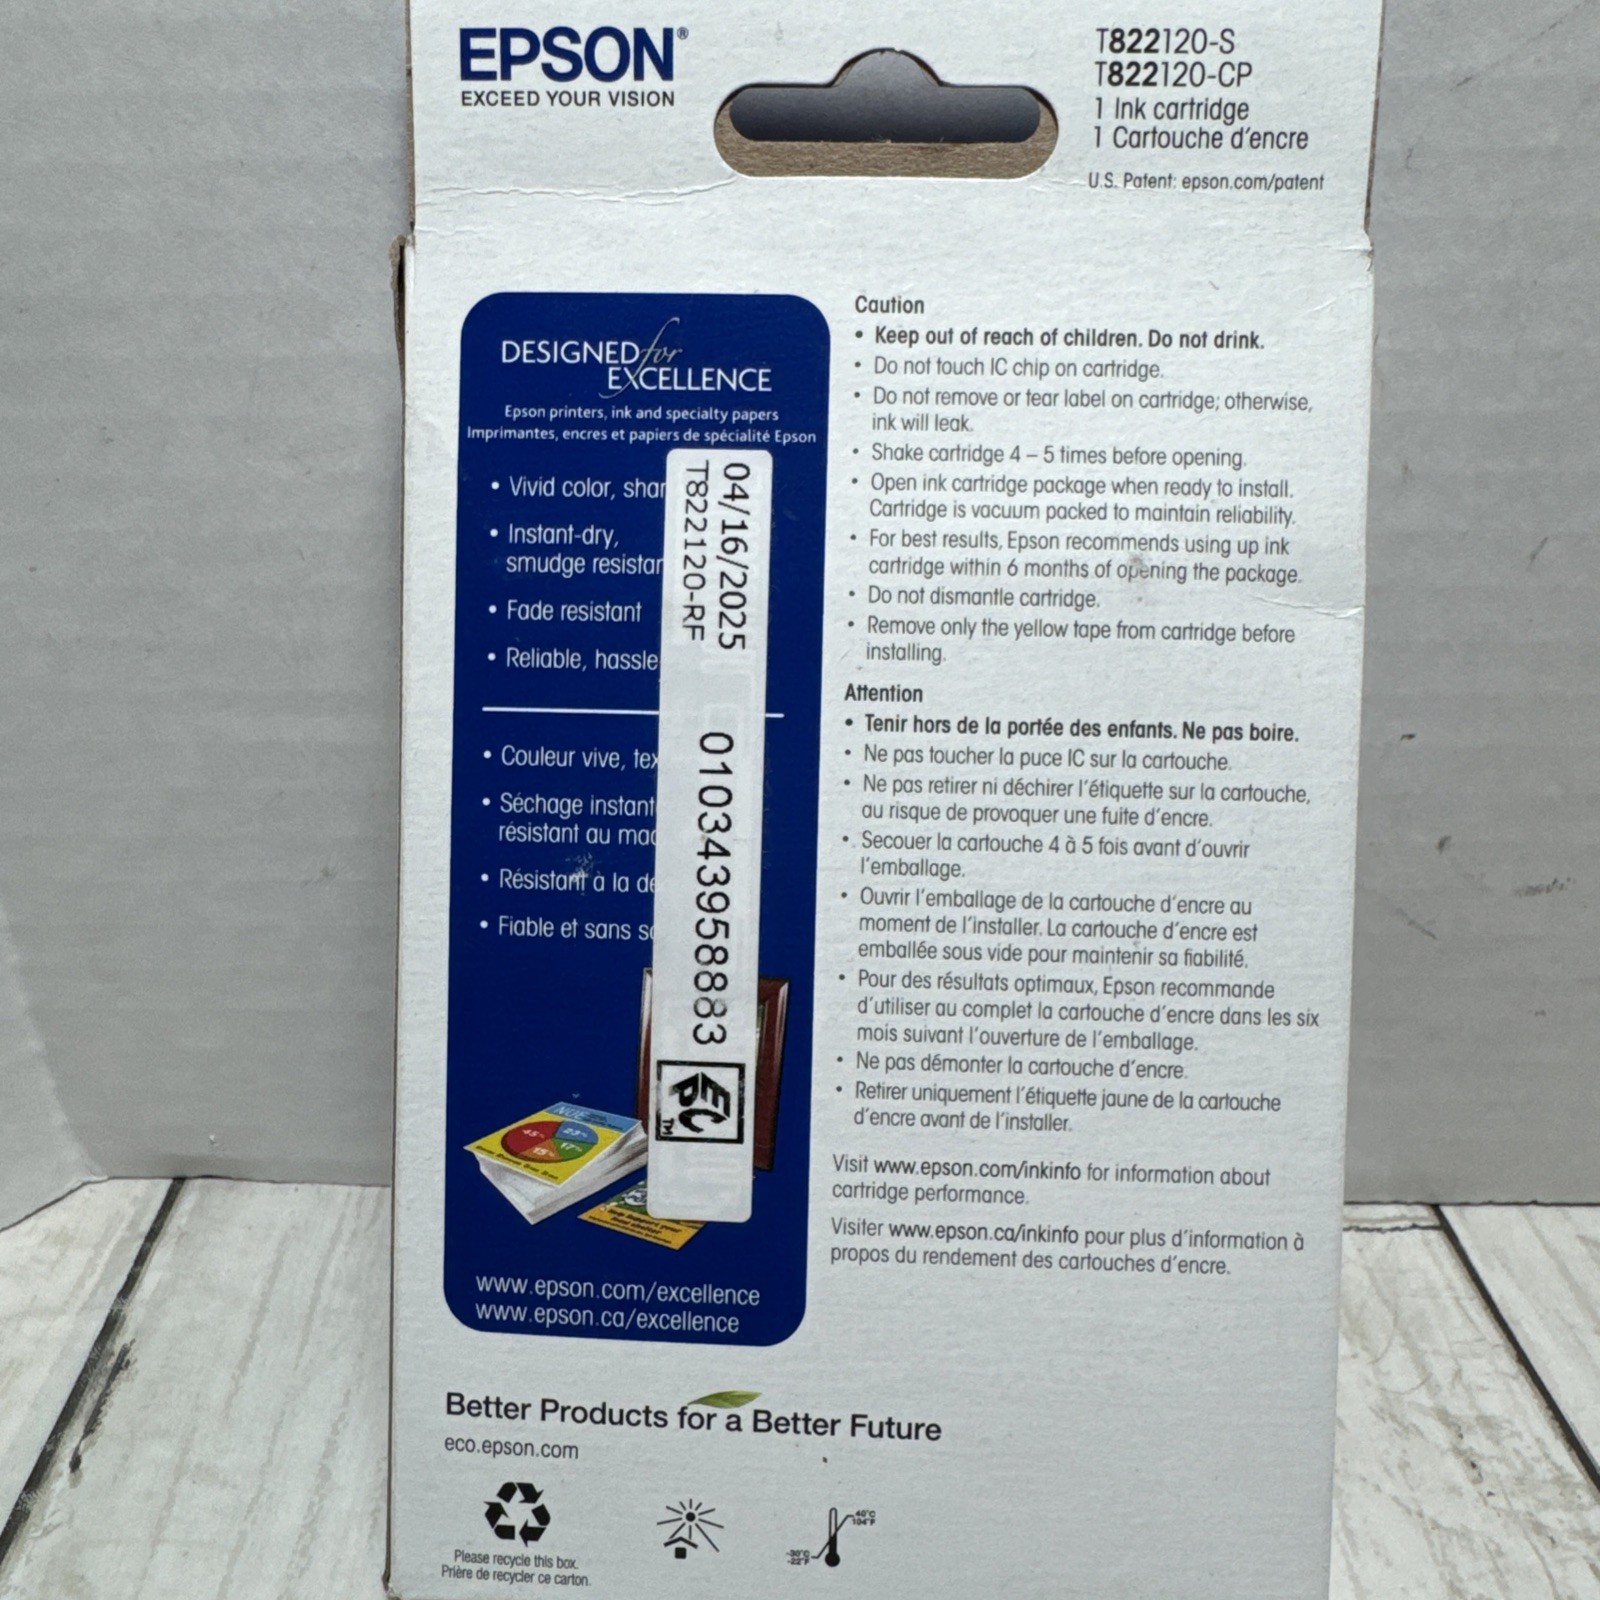 EPSON®
EXCEED YOUR VISION
T822120-S
T822120-CP
1 Ink cartridge
1 Cartouche d'encre
U.S. Patent: epson.com/patent
DESIGNED for
EXCELLENCE
Epson printers, ink and specialty papers
Imprimantes, encres et papiers de spécialité Epson
• Vivid color,
• Instant-dry,
smudge
• Fade resistant
• Reliable,
• Couleur vive,
• Séchage
résistant au
• Résistant à la
• Fiable et sans
04/16/2025
T822120-RF
010343958883
EPC
TM
45%
23%
17%
15%
www.epson.com/excellence
www.epson.ca/excellence
Caution
• Keep out of reach of children. Do not drink.
• Do not touch IC chip on cartridge.
• Do not remove or tear label on cartridge; otherwise,
ink will leak.
• Shake cartridge 4 – 5 times before opening.
• Open ink cartridge package when ready to install.
Cartridge is vacuum packed to maintain reliability.
• For best results, Epson recommends using up ink
cartridge within 6 months of opening the package.
• Do not dismantle cartridge.
• Remove only the yellow tape from cartridge before
installing.
Attention
• Tenir hors de la portée des enfants. Ne pas boire.
• Ne pas toucher la puce IC sur la cartouche.
• Ne pas retirer ni déchirer l'étiquette sur la cartouche,
au risque de provoquer une fuite d'encre.
• Secouer la cartouche 4 à 5 fois avant d'ouvrir
l'emballage.
• Ouvrir l'emballage de la cartouche d'encre au
moment de l'installer. La cartouche d'encre est
emballée sous vide pour maintenir sa fiabilité.
• Pour des résultats optimaux, Epson recommande
d'utiliser au complet la cartouche d'encre dans les six
mois suivant l'ouverture de l'emballage.
• Ne pas démonter la cartouche d'encre.
• Retirer uniquement l'étiquette jaune de la cartouche
d'encre avant de l'installer.
Visit www.epson.com/inkinfo for information about
cartridge performance.
Visiter www.epson.ca/inkinfo pour plus d'information à
propos du rendement des cartouches d'encre.
Better Products for a Better Future
eco.epson.com
Please recycle this box.
Prière de recycler ce carton.
40°C
104°F
-30°C
-22°F